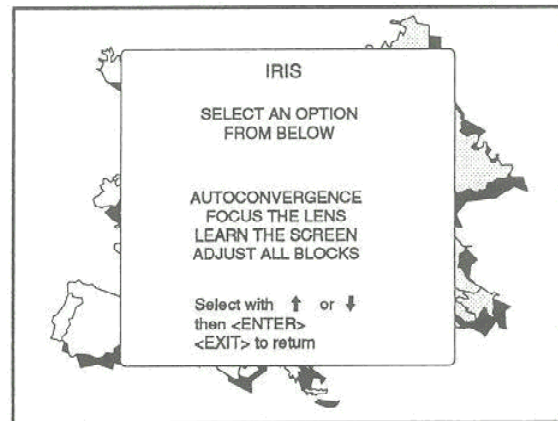 IRIS
SELECT AN OPTION
FROM BELOW
AUTOCONVERGENCE
FOCUS THE LENS
LEARN THE SCREEN
ADJUST ALL BLOCKS
Select with ⬆ or ⬇
then <ENTER>
<EXIT> to return